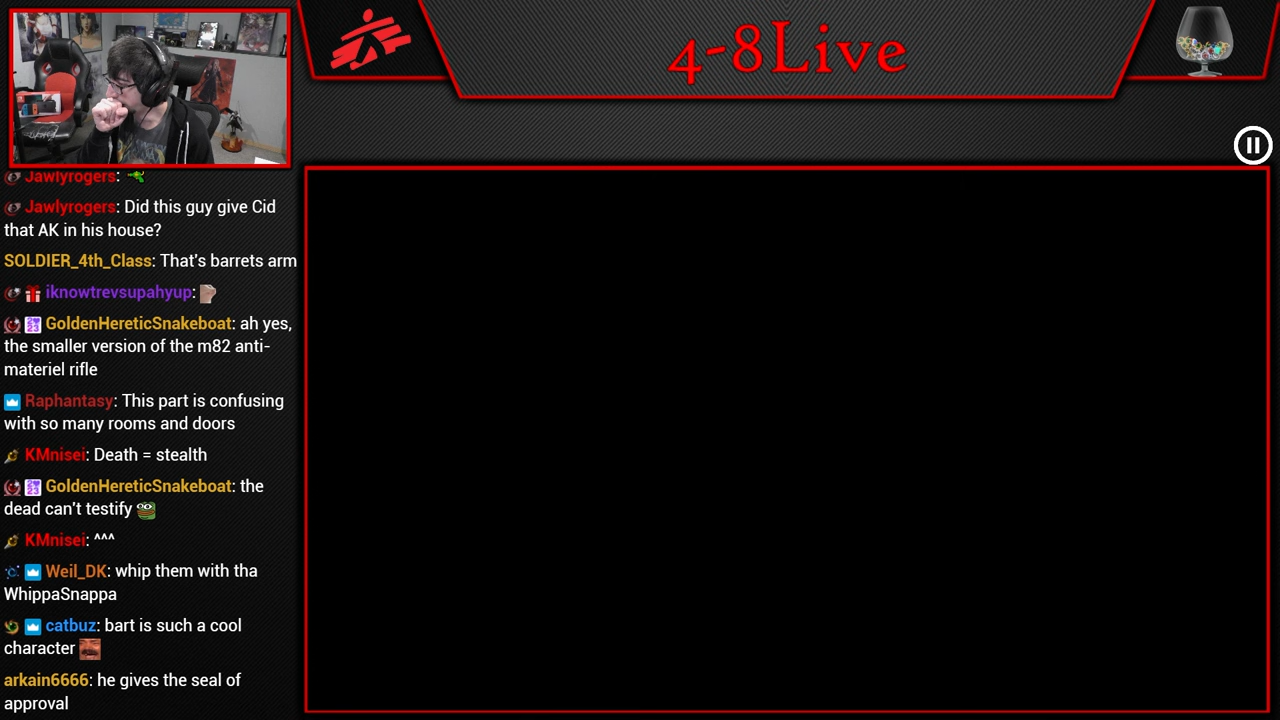 4-8Live
Jawlyrogers:
Jawlyrogers: Did this guy give Cid
that AK in his house?
SOLDIER_4th_Class: That's barrets arm
iknowtrevsupahyup:
GoldenHereticSnakeboat: ah yes,
the smaller version of the m82 anti-
materiel rifle
Raphantasy: This part is confusing
with so many rooms and doors
KMnisei: Death = stealth
GoldenHereticSnakeboat: the
dead can't testify
KMnisei: ^^^
Weil_DK: whip them with tha
WhippaSnappa
catbuz: bart is such a cool
character
arkain6666: he gives the seal of
approval